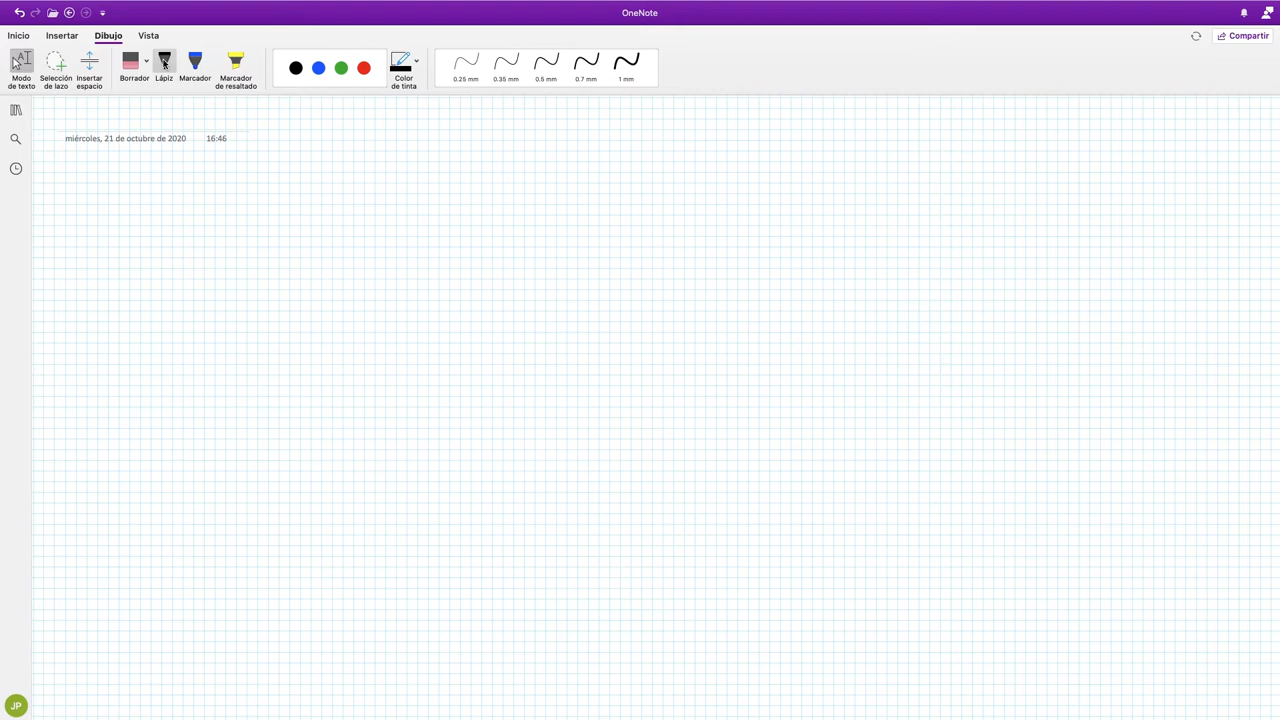 OneNote
Inicio Insertar Dibujo Vista Compartir
Modo de texto
Selección de lazo
Insertar espacio
Borrador
Lápiz
Marcador
Marcador de resaltado
Color de tinta
0.25 mm 0.35 mm 0.5 mm 0.7 mm 1 mm
miércoles, 21 de octubre de 2020 16:46
JP